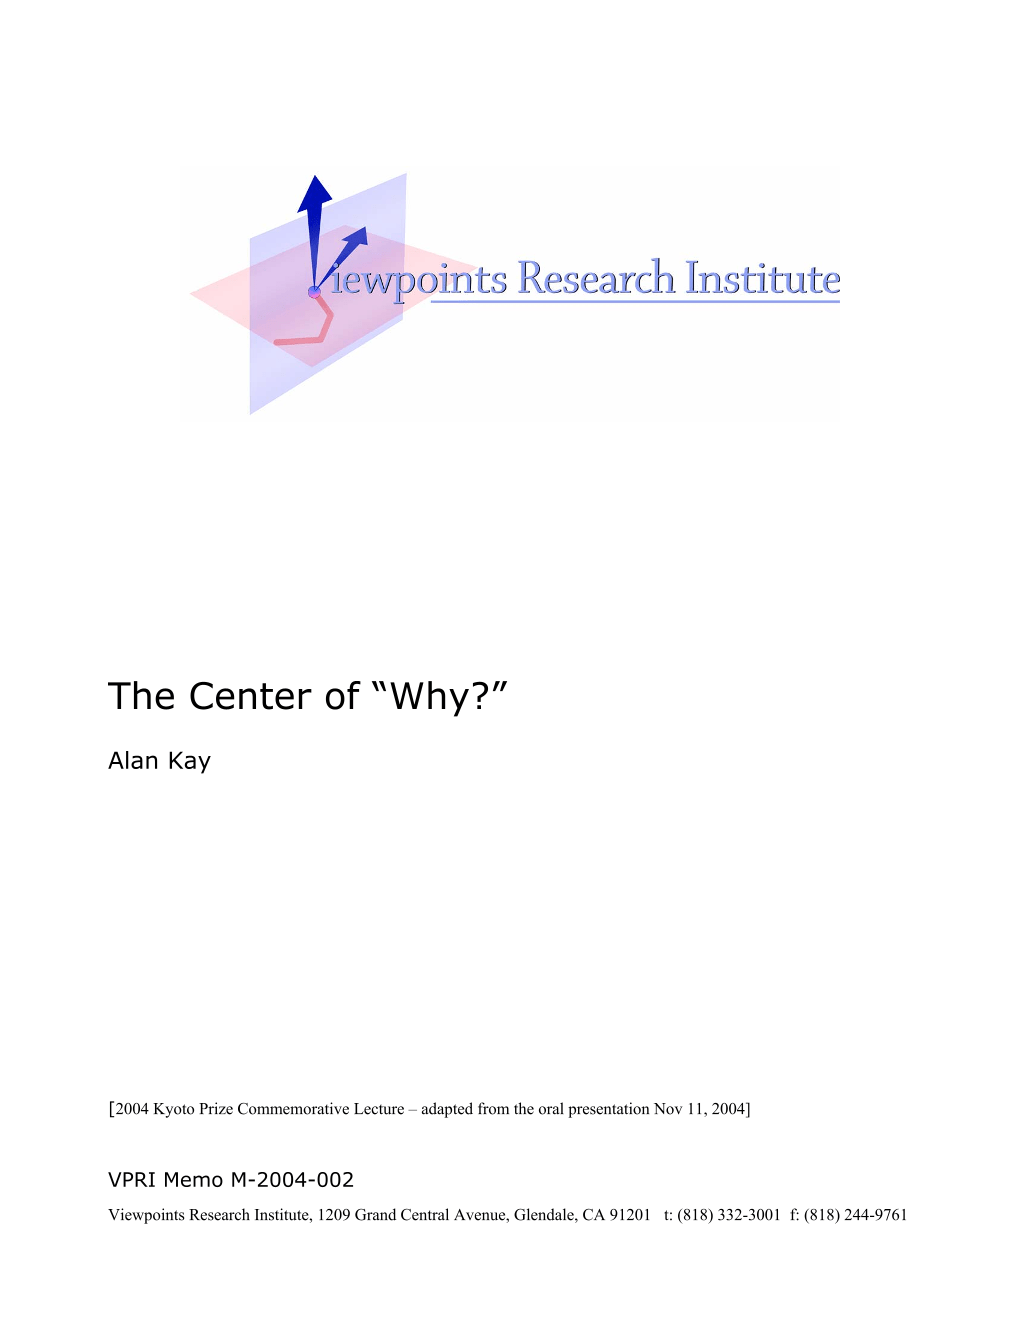 iewpoints Research Institute
The Center of “Why?”
Alan Kay
[2004 Kyoto Prize Commemorative Lecture – adapted from the oral presentation Nov 11, 2004]
VPRI Memo M-2004-002
Viewpoints Research Institute, 1209 Grand Central Avenue, Glendale, CA 91201 t: (818) 332-3001 f: (818) 244-9761